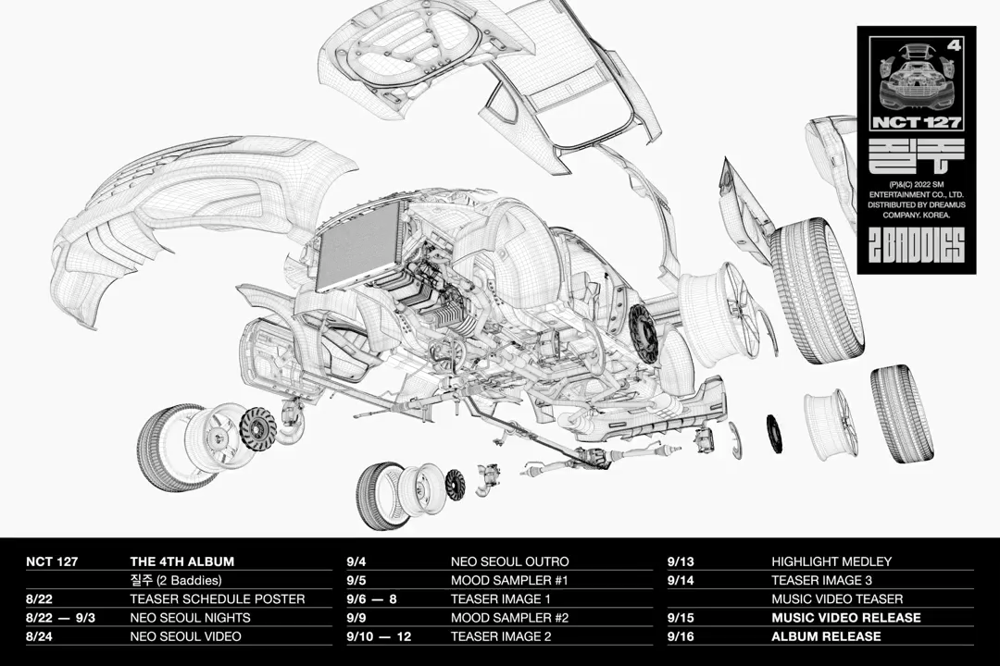 4
NCT 127
질주
(P)&(C) 2022 SM
ENTERTAINMENT CO., LTD.
DISTRIBUTED BY DREAMUS
COMPANY. KOREA.
2 BADDIES
NCT 127 THE 4TH ALBUM
질주 (2 Baddies)
8/22 TEASER SCHEDULE POSTER
8/22 — 9/3 NEO SEOUL NIGHTS
8/24 NEO SEOUL VIDEO
9/4 NEO SEOUL OUTRO
9/5 MOOD SAMPLER #1
9/6 — 8 TEASER IMAGE 1
9/9 MOOD SAMPLER #2
9/10 — 12 TEASER IMAGE 2
9/13 HIGHLIGHT MEDLEY
9/14 TEASER IMAGE 3
MUSIC VIDEO TEASER
9/15 MUSIC VIDEO RELEASE
9/16 ALBUM RELEASE